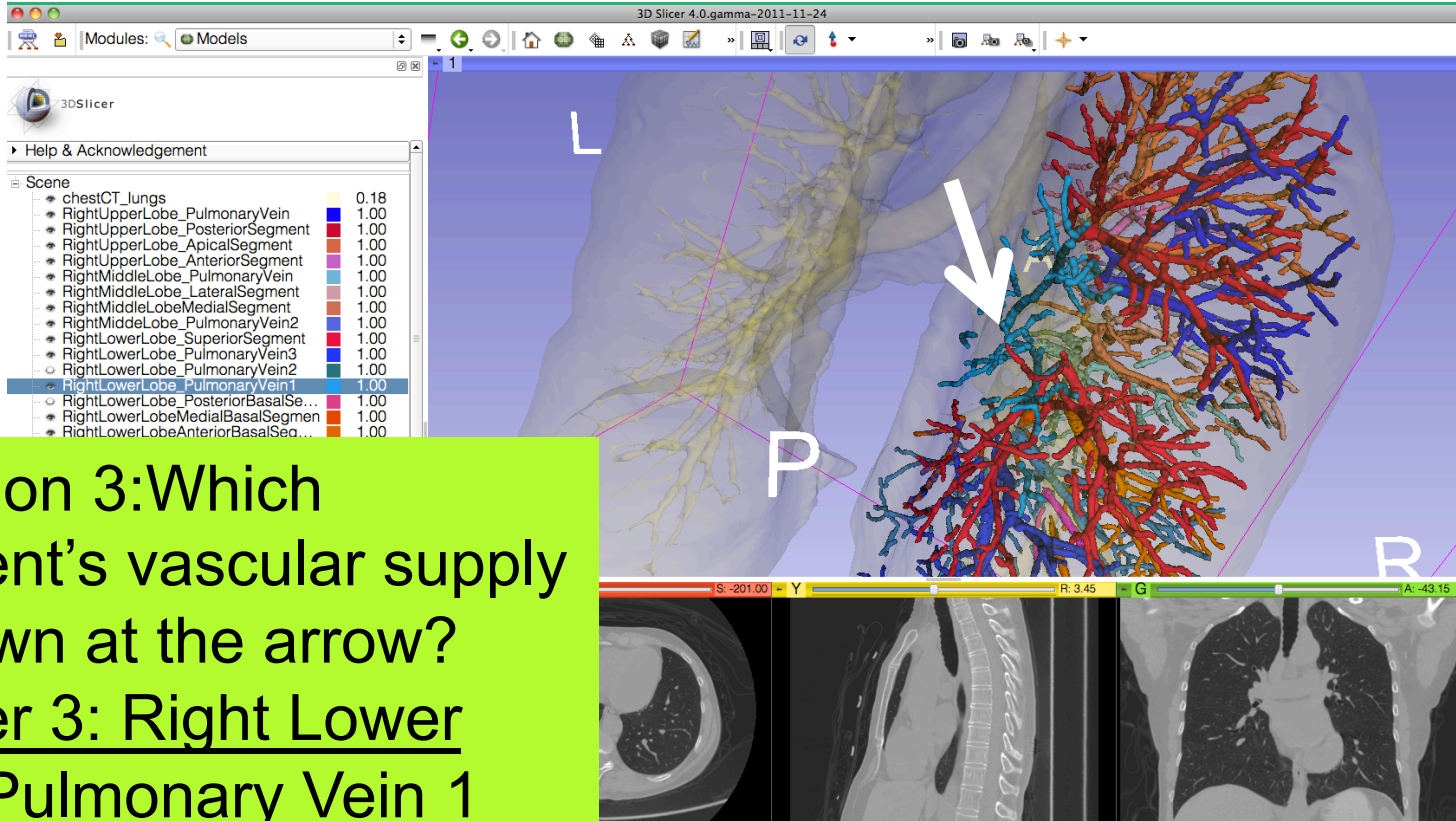 3D Slicer 4.0.gamma-2011-11-24
Modules: Models »  »
1
3DSlicer
Help & Acknowledgement
Scene
chestCT_lungs 0.18
RightUpperLobe_PulmonaryVein 1.00
RightUpperLobe_PosteriorSegment 1.00
RightUpperLobe_ApicalSegment 1.00
RightUpperLobe_AnteriorSegment 1.00
RightMiddleLobe_PulmonaryVein 1.00
RightMiddleLobe_LateralSegment 1.00
RightMiddleLobeMedialSegment 1.00
RightMiddeLobe_PulmonaryVein2 1.00
RightLowerLobe_SuperiorSegment 1.00
RightLowerLobe_PulmonaryVein3 1.00
RightLowerLobe_PulmonaryVein2 1.00
RightLowerLobe_PulmonaryVein1 1.00
RightLowerLobe_PosteriorBasalSe... 1.00
RightLowerLobeMedialBasalSegmen 1.00
RightLowerLobeAnteriorBasalSeg... 1.00
L
A
P
R
on 3:Which
ent's vascular supply
wn at the arrow?
er 3: Right Lower
Pulmonary Vein 1
S: -201.00 Y R: 3.45 G A: -43.15